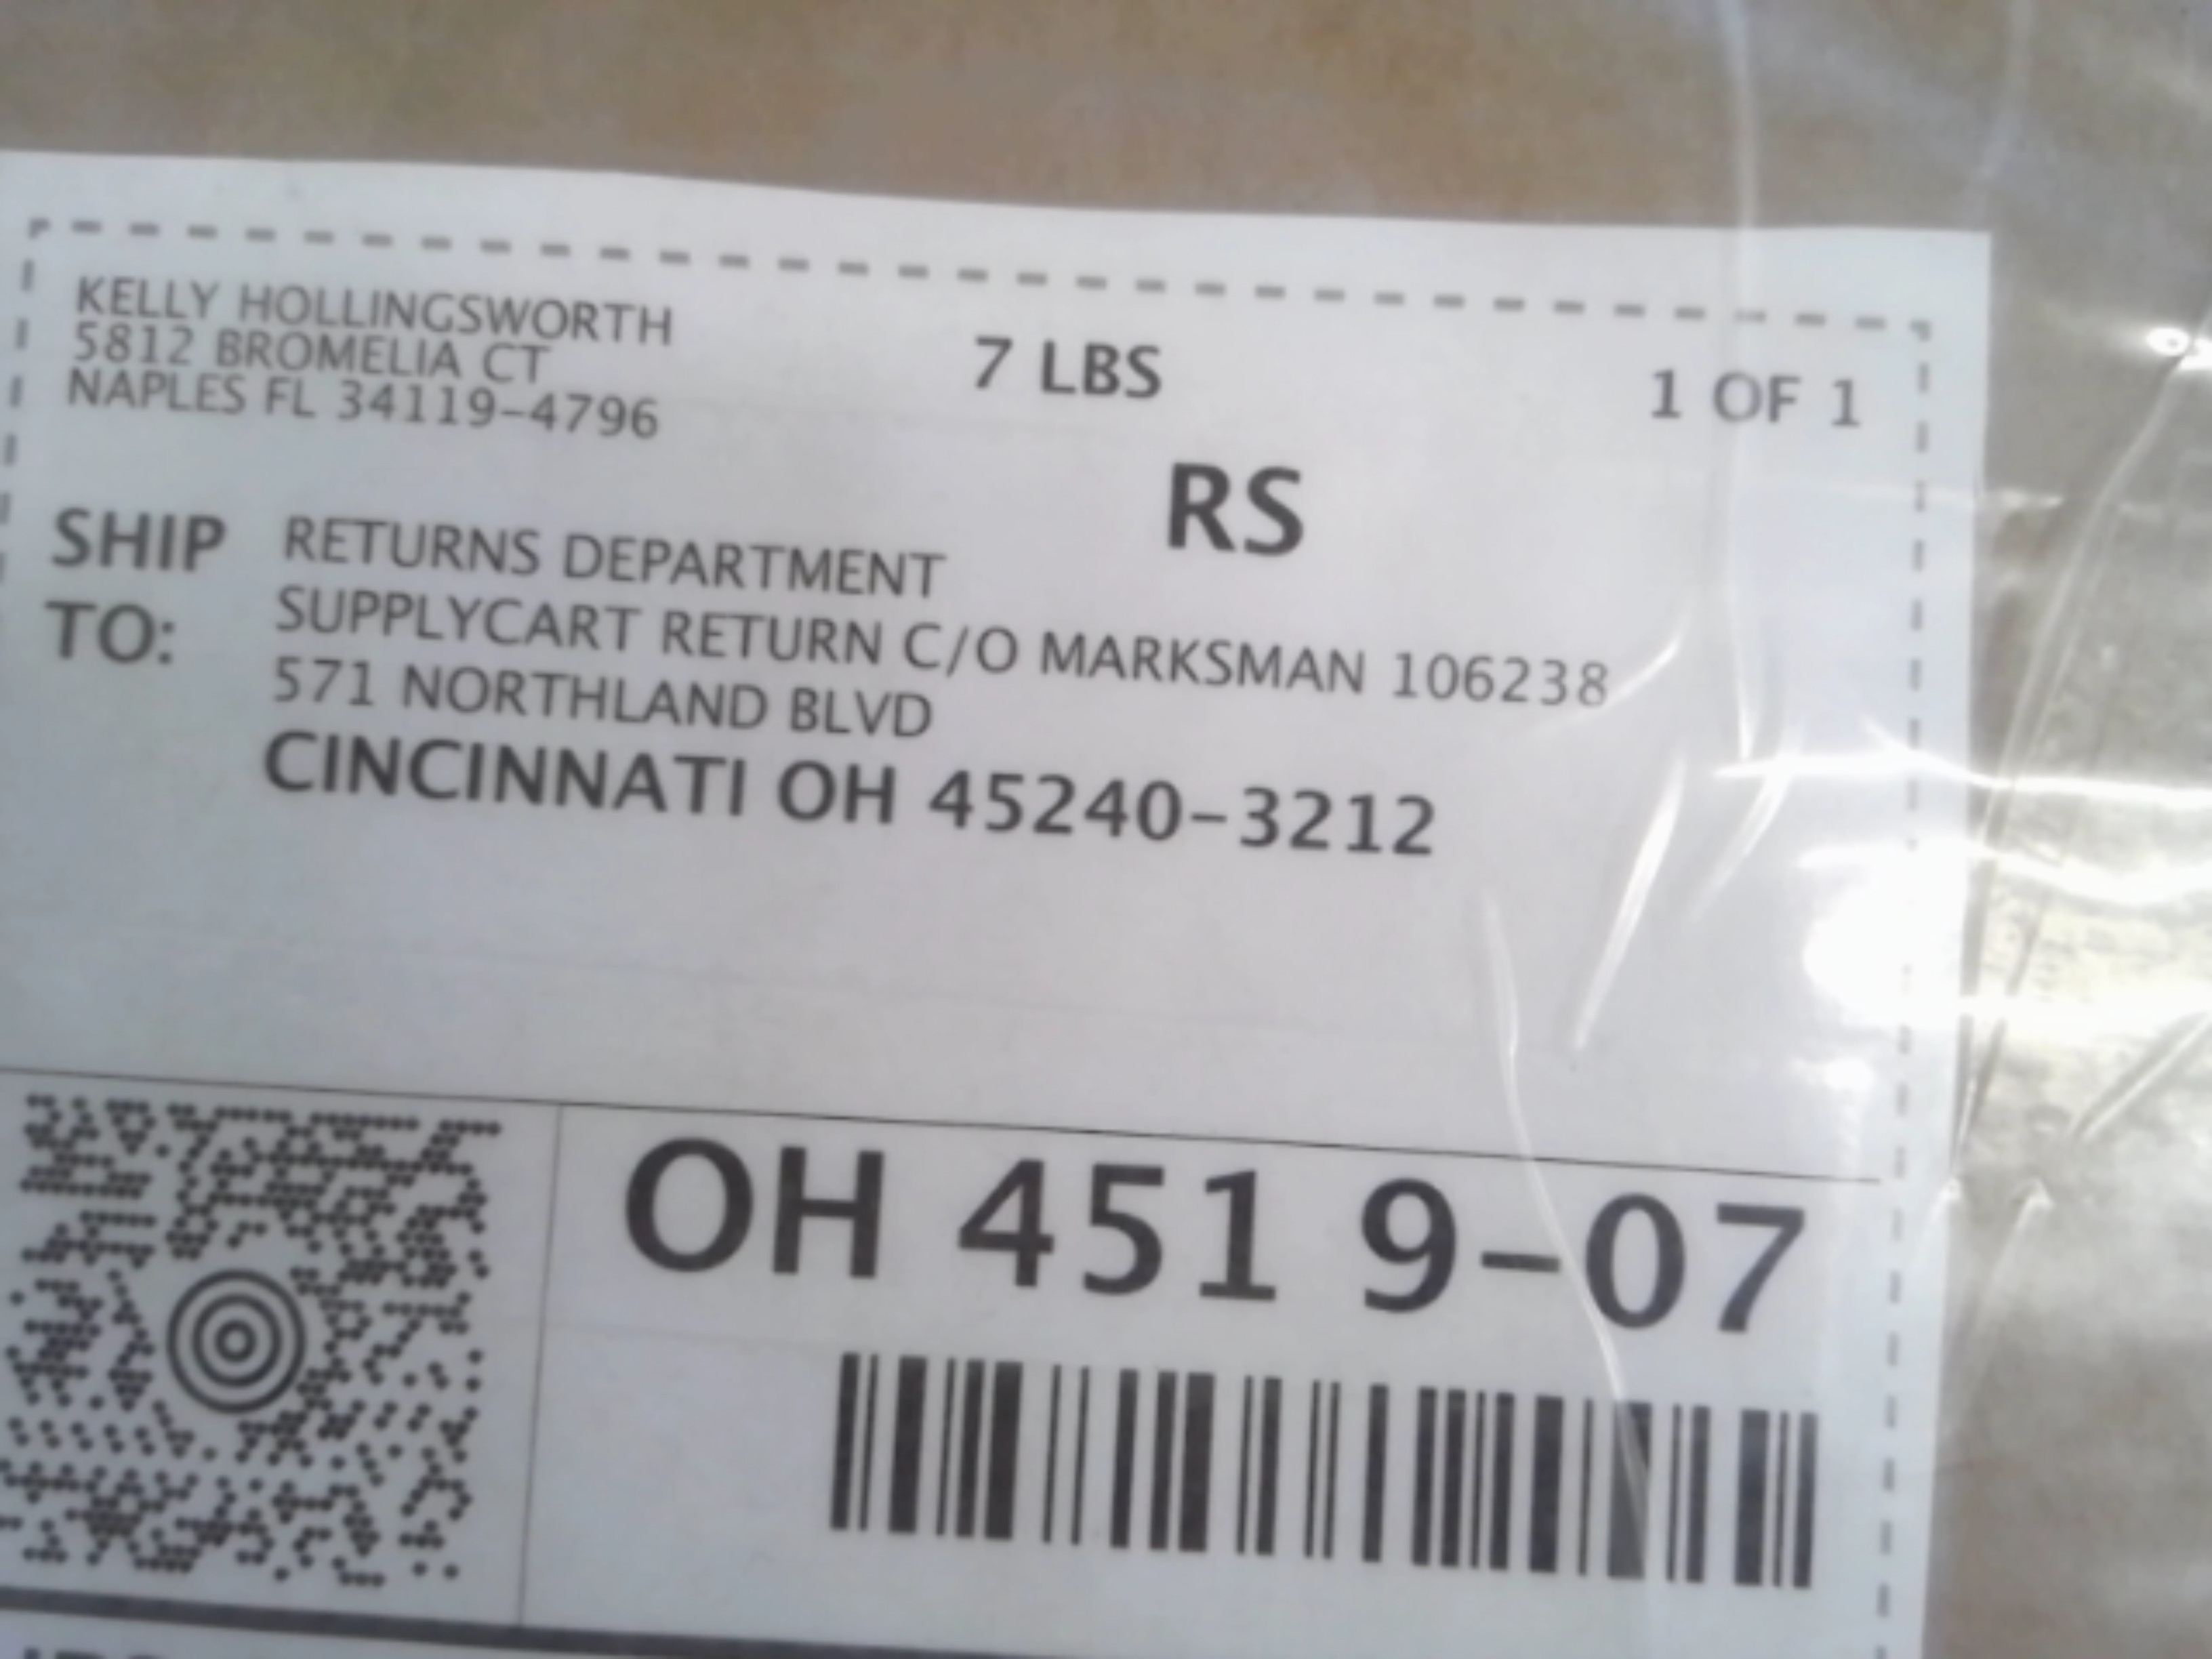 KELLY HOLLINGSWORTH
5812 BROMELIA CT
NAPLES FL 34119-4796
7 LBS
1 OF 1
RS
SHIP TO:
RETURNS DEPARTMENT
SUPPLYCART RETURN C/O MARKSMAN 106238
571 NORTHLAND BLVD
CINCINNATI OH 45240-3212
OH 451 9-07